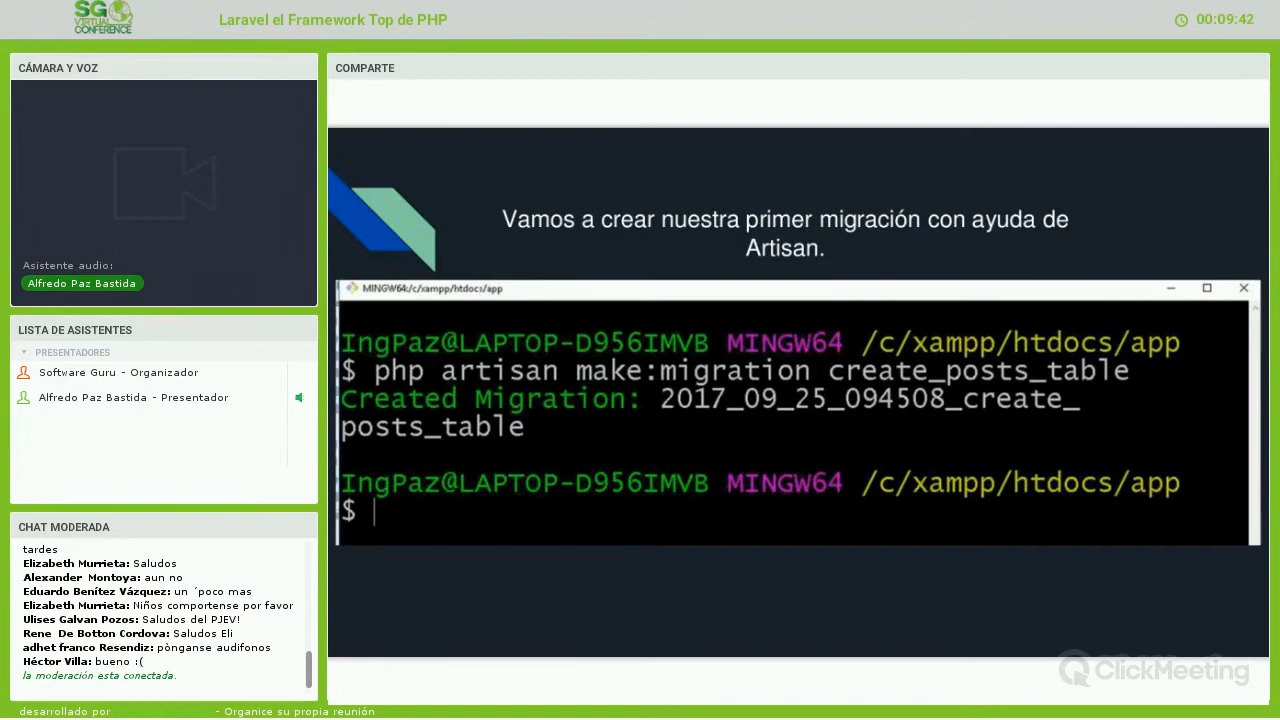 SG
VIRTUAL
CONFERENCE
Laravel el Framework Top de PHP
00:09:42
CÁMARA Y VOZ
Asistente audio:
Alfredo Paz Bastida
LISTA DE ASISTENTES
PRESENTADORES
Software Guru - Organizador
Alfredo Paz Bastida - Presentador
CHAT MODERADA
tardes
Elizabeth Murrieta: Saludos
Alexander Montoya: aun no
Eduardo Benítez Vázquez: un ´poco mas
Elizabeth Murrieta: Niños comportense por favor
Ulises Galvan Pozos: Saludos del PJEV!
Rene De Botton Cordova: Saludos Eli
adhet franco Resendiz: pònganse audifonos
Héctor Villa: bueno :(
la moderación esta conectada.
desarrollado por - Organice su propia reunión
COMPARTE
Vamos a crear nuestra primer migración con ayuda de
Artisan.
MINGW64:/c/xampp/htdocs/app
IngPaz@LAPTOP-D956IMVB MINGW64 /c/xampp/htdocs/app
$ php artisan make:migration create_posts_table
Created Migration: 2017_09_25_094508_create_
posts_table
IngPaz@LAPTOP-D956IMVB MINGW64 /c/xampp/htdocs/app
$
ClickMeeting